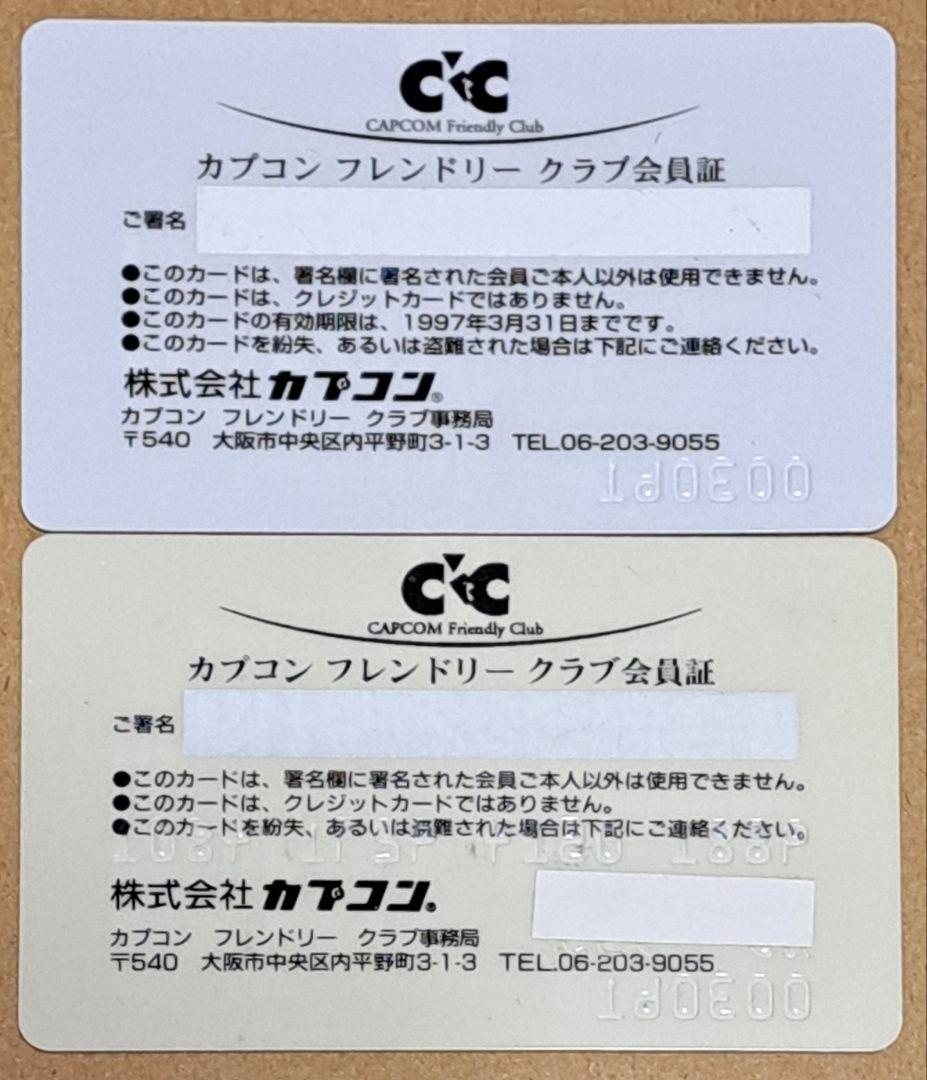 CFC
CAPCOM Friendly Club
カプコン フレンドリー クラブ会員証
ご署名
●このカードは、署名欄に署名された会員ご本人以外は使用できません。
●このカードは、クレジットカードではありません。
●このカードの有効期限は、1997年3月31日までです。
●このカードを紛失、あるいは盗難された場合は下記にご連絡ください。
株式会社カプコン®
カプコン フレンドリー クラブ事務局
〒540 大阪市中央区内平野町3-1-3 TEL.06-203-9055
CFC
CAPCOM Friendly Club
カプコン フレンドリー クラブ会員証
ご署名
●このカードは、署名欄に署名された会員ご本人以外は使用できません。
●このカードは、クレジットカードではありません。
●このカードを紛失、あるいは盗難された場合は下記にご連絡ください。
株式会社カプコン®
カプコン フレンドリー クラブ事務局
〒540 大阪市中央区内平野町3-1-3 TEL.06-203-9055